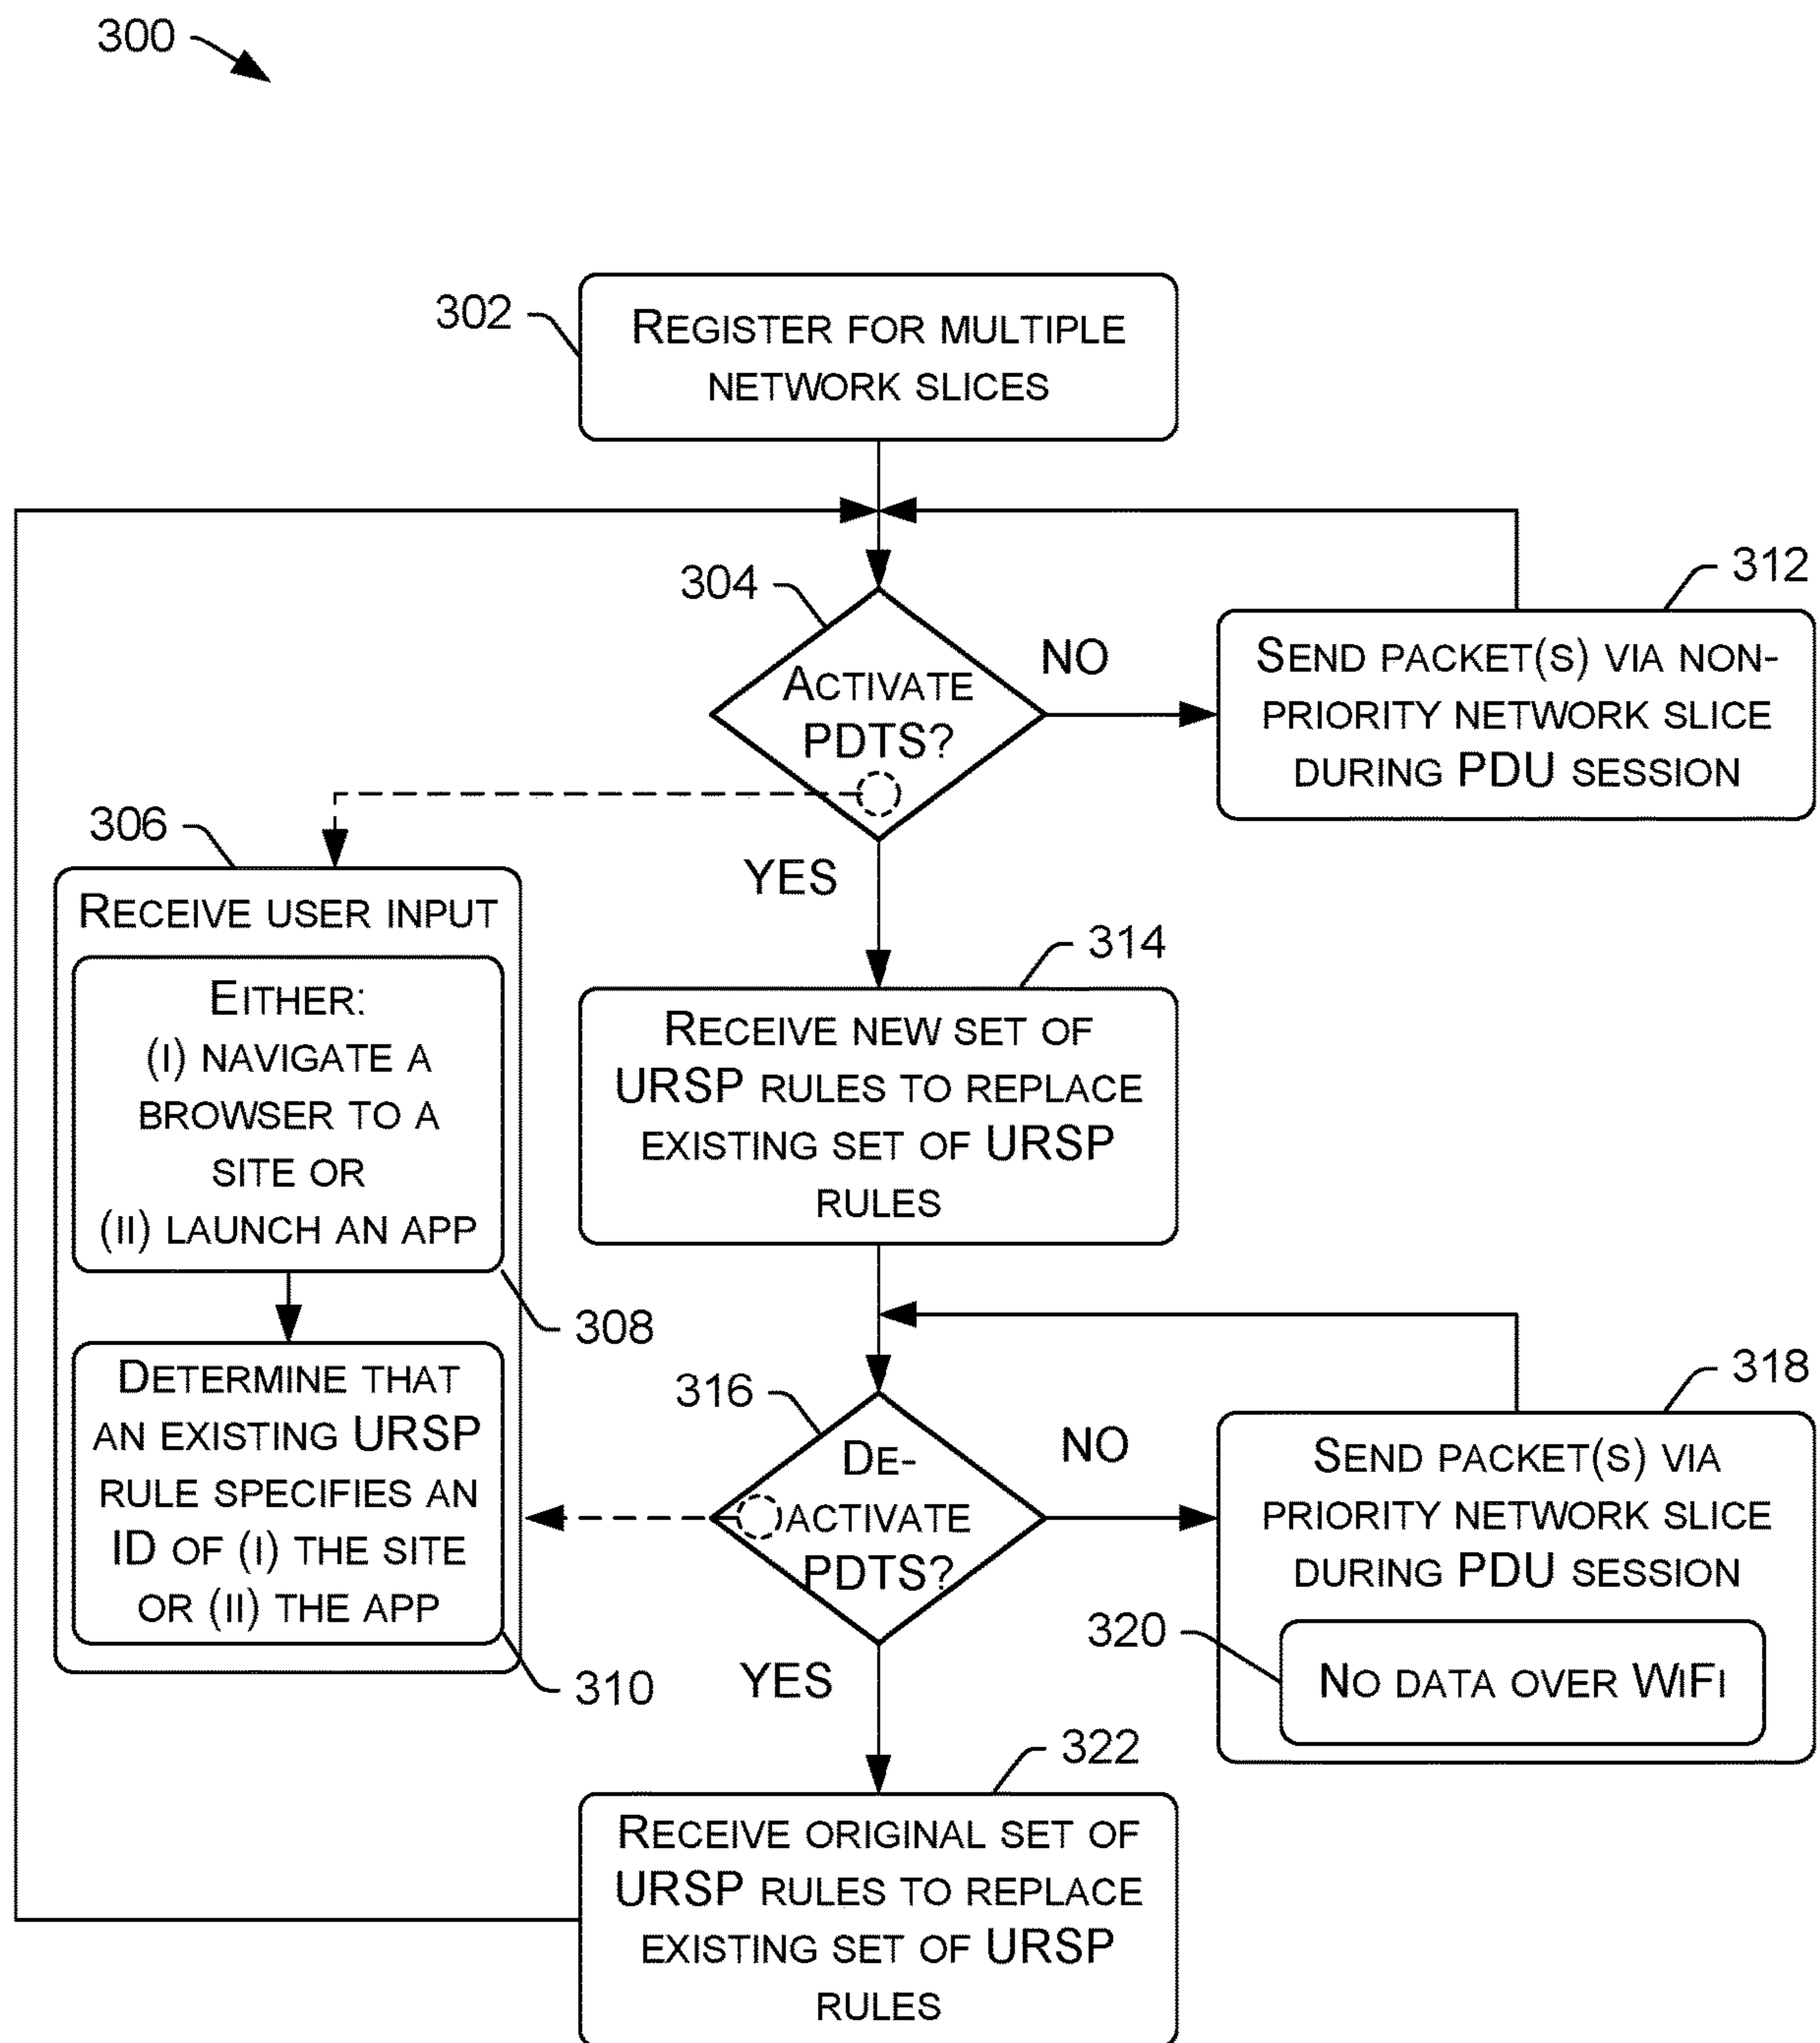 300
302
REGISTER FOR MULTIPLE
NETWORK SLICES
304
ACTIVATE
PDTS?
NO
312
SEND PACKET(S) VIA NON-
PRIORITY NETWORK SLICE
DURING PDU SESSION
YES
306
RECEIVE USER INPUT
EITHER:
(I) NAVIGATE A
BROWSER TO A
SITE OR
(II) LAUNCH AN APP
308
DETERMINE THAT
AN EXISTING URSP
RULE SPECIFIES AN
ID OF (I) THE SITE
OR (II) THE APP
310
314
RECEIVE NEW SET OF
URSP RULES TO REPLACE
EXISTING SET OF URSP
RULES
316
DE-
ACTIVATE
PDTS?
NO
318
SEND PACKET(S) VIA
PRIORITY NETWORK SLICE
DURING PDU SESSION
320
NO DATA OVER WIFI
YES
322
RECEIVE ORIGINAL SET OF
URSP RULES TO REPLACE
EXISTING SET OF URSP
RULES